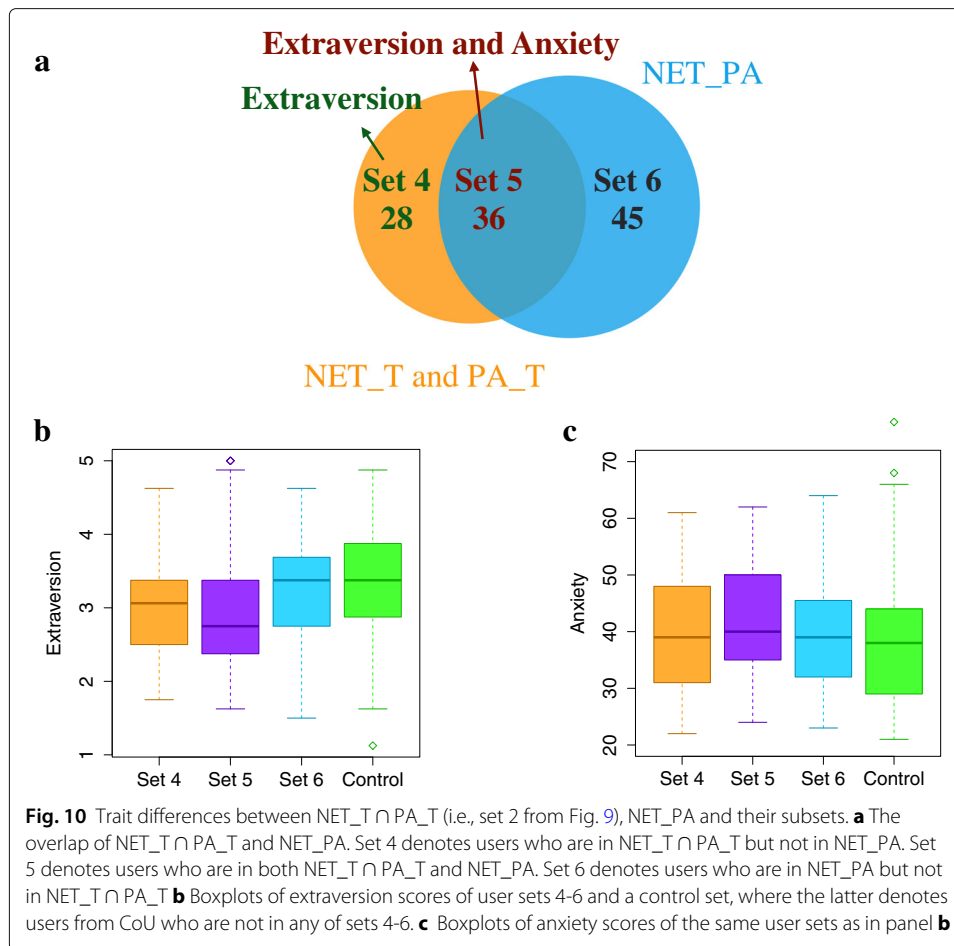 a
Extraversion and Anxiety
NET_PA
Extraversion
Set 4
28
Set 5
36
Set 6
45
NET_T and PA_T
b
Extraversion
5
4
3
2
1
Set 4 Set 5 Set 6 Control
c
Anxiety
70
60
50
40
30
20
Set 4 Set 5 Set 6 Control
Fig. 10 Trait differences between NET_T ∩ PA_T (i.e., set 2 from Fig. 9), NET_PA and their subsets. a The
overlap of NET_T ∩ PA_T and NET_PA. Set 4 denotes users who are in NET_T ∩ PA_T but not in NET_PA. Set
5 denotes users who are in both NET_T ∩ PA_T and NET_PA. Set 6 denotes users who are in NET_PA but not
in NET_T ∩ PA_T b Boxplots of extraversion scores of user sets 4-6 and a control set, where the latter denotes
users from CoU who are not in any of sets 4-6. c Boxplots of anxiety scores of the same user sets as in panel b